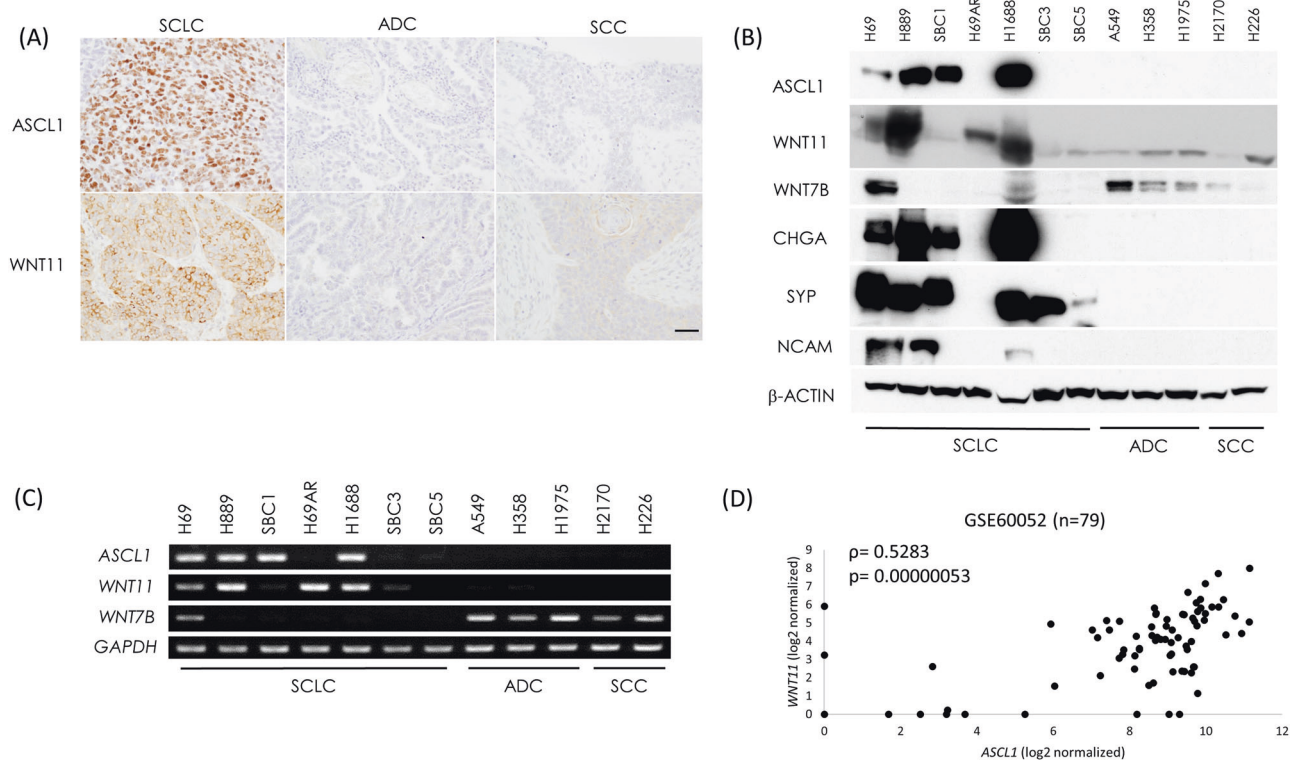 (A)
SCLC
ADC
SCC
ASCL1
WNT11
(B)
H69
H889
SBC1
H69AR
H1688
SBC3
SBC5
A549
H358
H1975
H2170
H226
ASCL1
WNT11
WNT7B
CHGA
SYP
NCAM
β-ACTIN
SCLC
ADC
SCC
(C)
H69
H889
SBC1
H69AR
H1688
SBC3
SBC5
A549
H358
H1975
H2170
H226
ASCL1
WNT11
WNT7B
GAPDH
SCLC
ADC
SCC
(D)
GSE60052 (n=79)
ρ= 0.5283
p= 0.00000053
WNT11 (log2 normalized)
9
8
7
6
5
4
3
2
1
0
0
2
4
6
8
10
12
ASCL1 (log2 normalized)